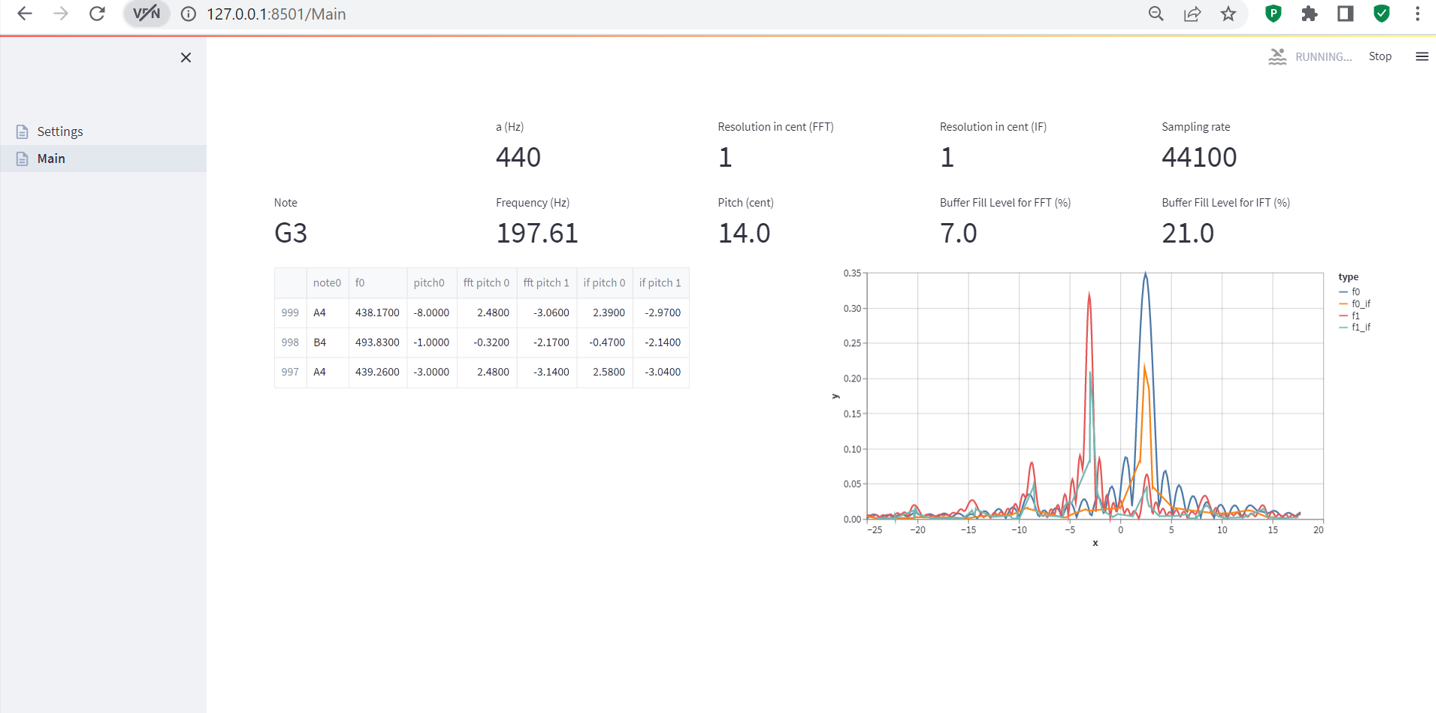 VPN 127.0.0.1:8501/Main
RUNNING... Stop
Settings
Main
a (Hz) Resolution in cent (FFT) Resolution in cent (IF) Sampling rate
440 1 1 44100
Note Frequency (Hz) Pitch (cent) Buffer Fill Level for FFT (%) Buffer Fill Level for IFT (%)
G3 197.61 14.0 7.0 21.0
note0 f0 pitch0 fft pitch 0 fft pitch 1 if pitch 0 if pitch 1
999 A4 438.1700 -8.0000 2.4800 -3.0600 2.3900 -2.9700
998 B4 493.8300 -1.0000 -0.3200 -2.1700 -0.4700 -2.1400
997 A4 439.2600 -3.0000 2.4800 -3.1400 2.5800 -3.0400
0.35
0.30
0.25
0.20
0.15
0.10
0.05
0.00
y
−25 −20 −15 −10 −5 0 5 10 15 20
x
type
f0
f0_if
f1
f1_if